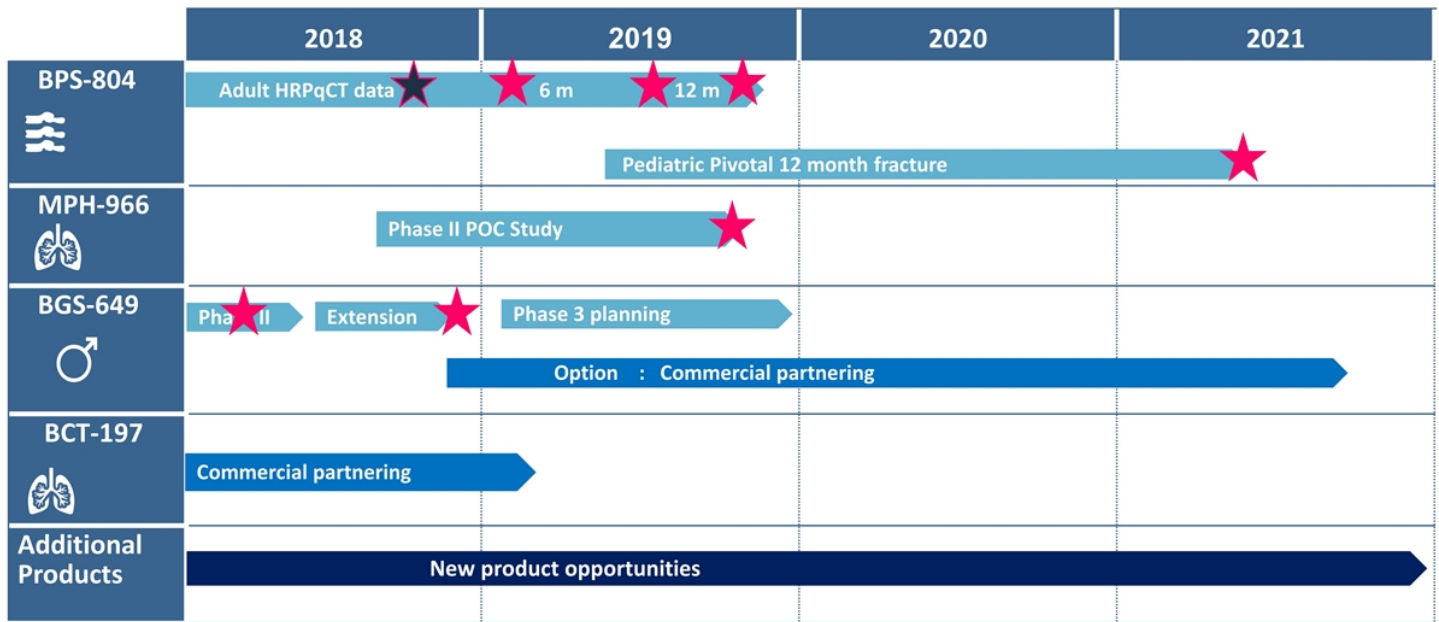 2018 2019 2020 2021
BPS-804
Adult HRPqCT data 6 m 12 m
Pediatric Pivotal 12 month fracture
MPH-966
Phase II POC Study
BGS-649
Pha II Extension Phase 3 planning
Option : Commercial partnering
BCT-197
Commercial partnering
Additional
Products
New product opportunities